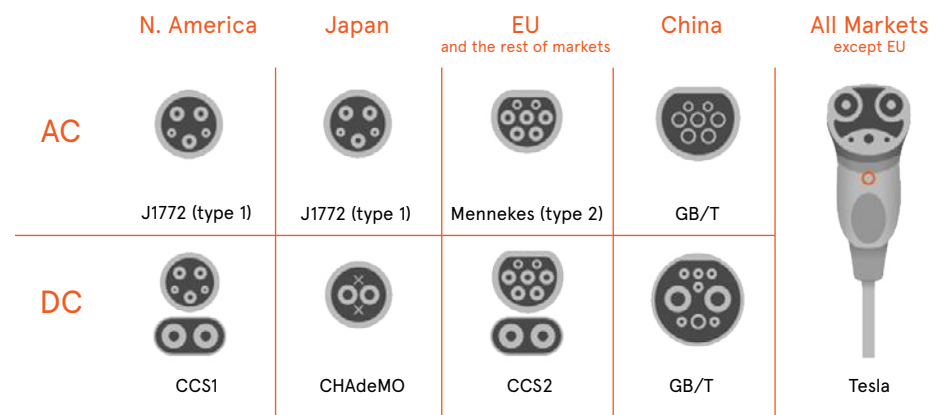 N. America
Japan
EU
and the rest of markets
China
All Markets
except EU
AC
J1772 (type 1)
J1772 (type 1)
Mennekes (type 2)
GB/T
DC
CCS1
CHAdeMO
CCS2
GB/T
Tesla